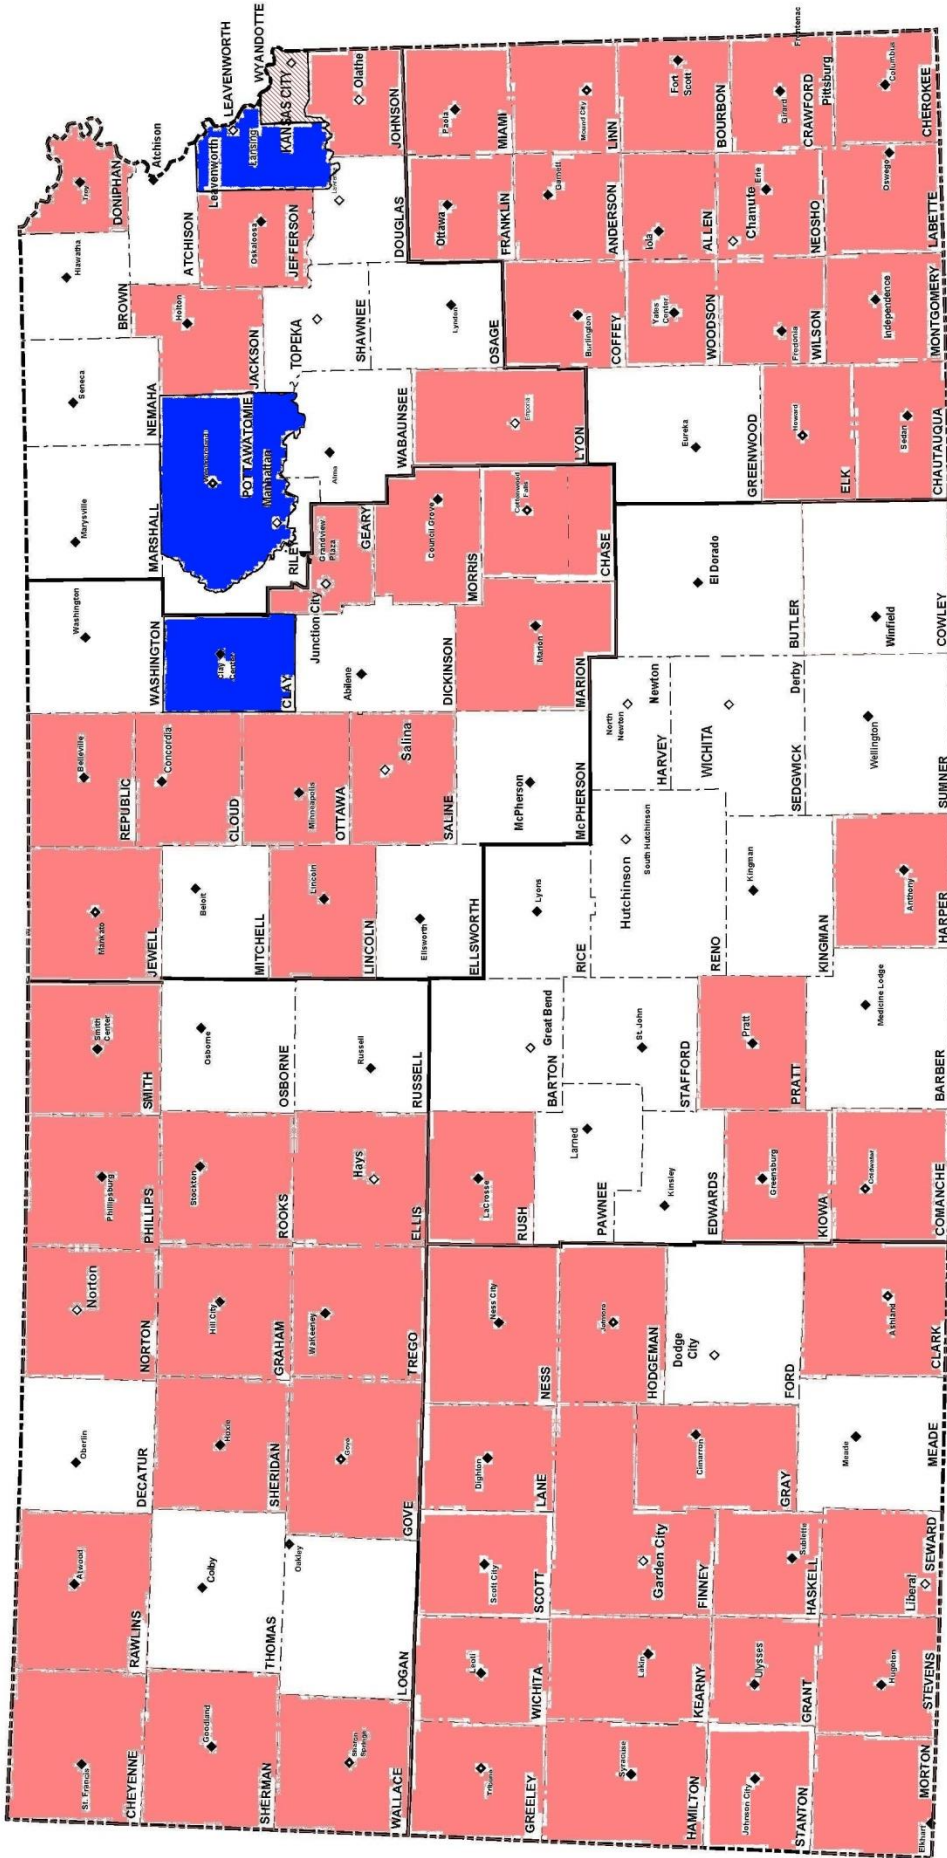 St. Francis
CHEYENNE
Atwood
RAWLINS
Oberlin
DECATUR
Norton
NORTON
Phillipsburg
PHILLIPS
Smith
Center
SMITH
Mankato
JEWELL
Belleville
REPUBLIC
Washington
WASHINGTON
Marysville
MARSHALL
Seneca
NEMAHA
Hiawatha
BROWN
Troy
DONIPHAN
Atchison
ATCHISON
Goodland
SHERMAN
Colby
THOMAS
Hoxie
SHERIDAN
Hill City
GRAHAM
Stockton
ROOKS
Osborne
OSBORNE
Beloit
MITCHELL
Concordia
CLOUD
Clay
Center
CLAY
POTTAWATOMIE
Manhattan
RILEY
Holton
JACKSON
Oskaloosa
JEFFERSON
Leavenworth
LEAVENWORTH
Lansing
WYANDOTTE
KANSAS CITY
Sharon
Springs
WALLACE
Oakley
LOGAN
Gove
GOVE
WaKeeney
TREGO
Hays
ELLIS
Russell
RUSSELL
Lincoln
LINCOLN
Minneapolis
OTTAWA
Salina
SALINE
Abilene
DICKINSON
Junction City
Grandview
Plaza
GEARY
Alma
WABAUNSEE
TOPEKA
SHAWNEE
DOUGLAS
Olathe
JOHNSON
Ellsworth
ELLSWORTH
Council Grove
MORRIS
Lyndon
OSAGE
Ottawa
FRANKLIN
Paola
MIAMI
Tribune
GREELEY
Leoti
WICHITA
Scott City
SCOTT
Dighton
LANE
Ness City
NESS
LaCrosse
RUSH
Great Bend
BARTON
Lyons
RICE
McPherson
McPHERSON
Marion
MARION
Cottonwood
Falls
CHASE
Emporia
LYON
Burlington
COFFEY
Garnett
ANDERSON
Mound City
LINN
Syracuse
HAMILTON
Lakin
KEARNY
Garden City
FINNEY
Jetmore
HODGEMAN
Larned
PAWNEE
Kinsley
EDWARDS
St. John
STAFFORD
Hutchinson
South Hutchinson
RENO
North
Newton
Newton
HARVEY
WICHITA
Derby
SEDGWICK
El Dorado
BUTLER
Eureka
GREENWOOD
Yates
Center
WOODSON
Iola
ALLEN
Fort
Scott
BOURBON
Johnson City
STANTON
Ulysses
GRANT
Sublette
HASKELL
Cimarron
GRAY
Dodge
City
FORD
Greensburg
KIOWA
Pratt
PRATT
Kingman
KINGMAN
Howard
ELK
Fredonia
WILSON
Chanute
Erie
NEOSHO
Girard
CRAWFORD
Frontenac
Pittsburg
Elkhart
MORTON
Hugoton
STEVENS
Liberal
SEWARD
Meade
MEADE
Ashland
CLARK
Coldwater
COMANCHE
Medicine Lodge
BARBER
Anthony
HARPER
Wellington
SUMNER
Winfield
COWLEY
Sedan
CHAUTAUQUA
Independence
MONTGOMERY
Oswego
LABETTE
Columbia
CHEROKEE